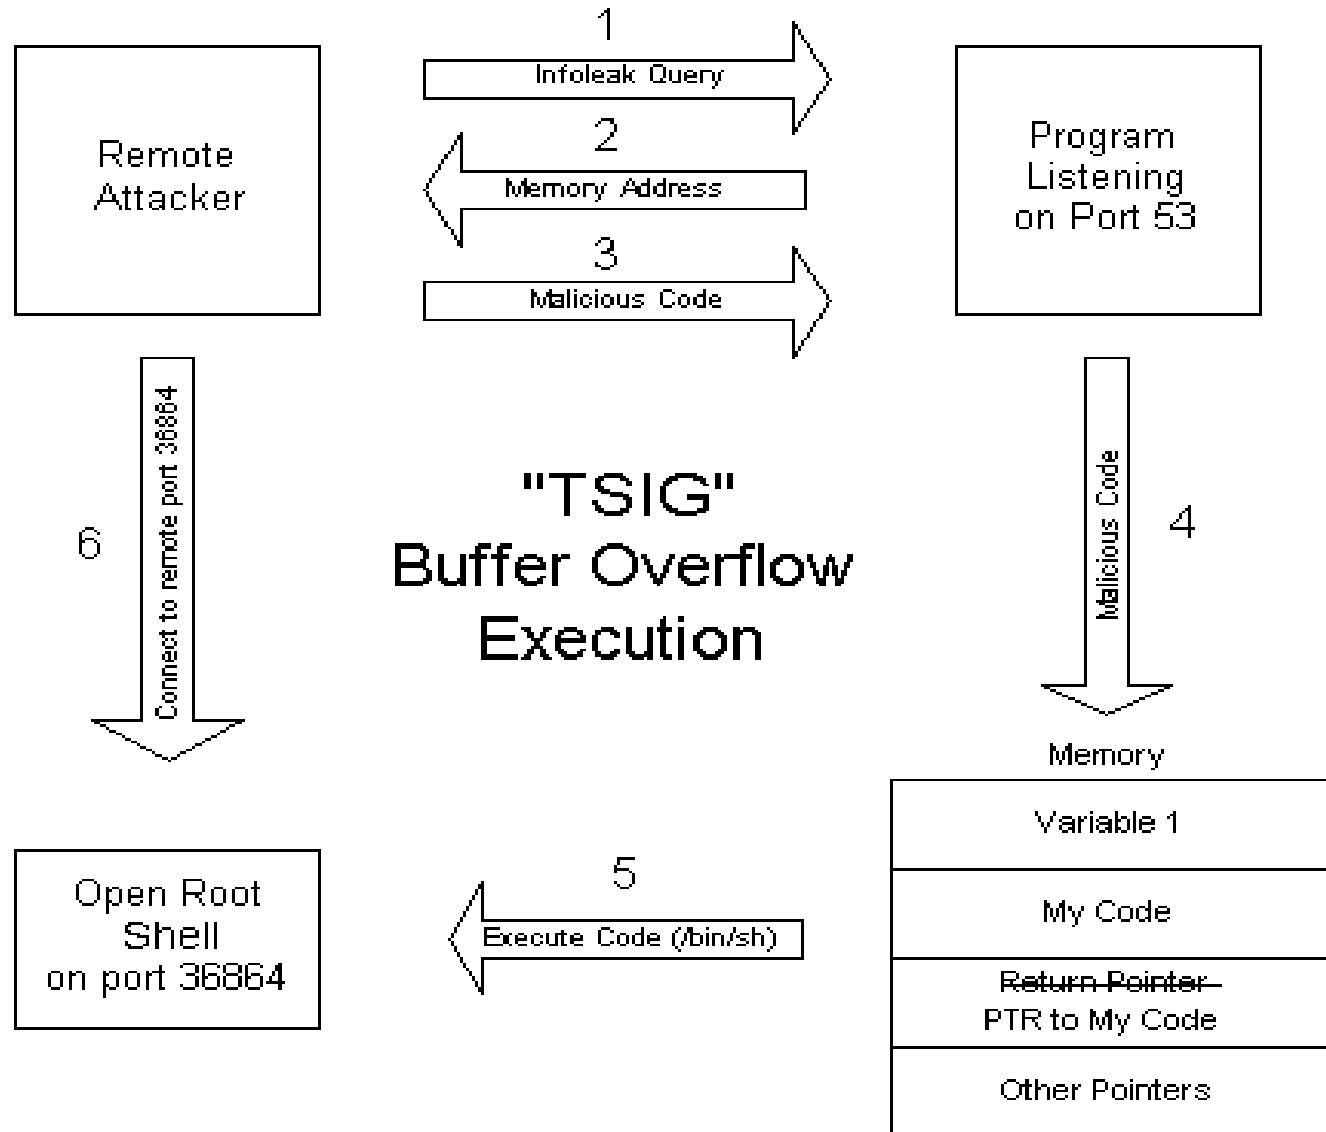 1
Infoleak Query
Remote
Attacker
2
Memory Address
Program
Listening
on Port 53
3
Malicious Code
6
Connect to remote port 36864
"TSIG"
Buffer Overflow
Execution
Malicious Code
4
Memory
Variable 1
My Code
Return Pointer
PTR to My Code
Other Pointers
5
Execute Code (/bin/sh)
Open Root
Shell
on port 36864